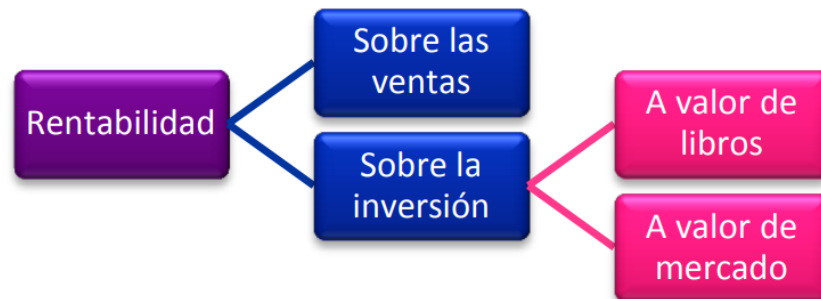 Rentabilidad
Sobre las
ventas
Sobre la
inversión
A valor de
libros
A valor de
mercado